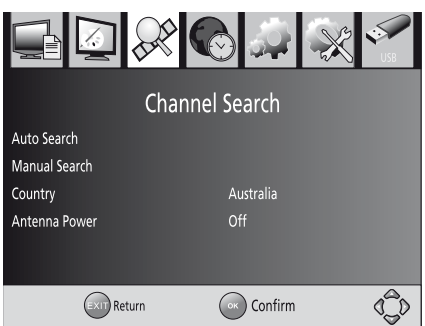 USB
Channel Search
Auto Search
Manual Search
Country Australia
Antenna Power Off
EXIT Return OK Confirm